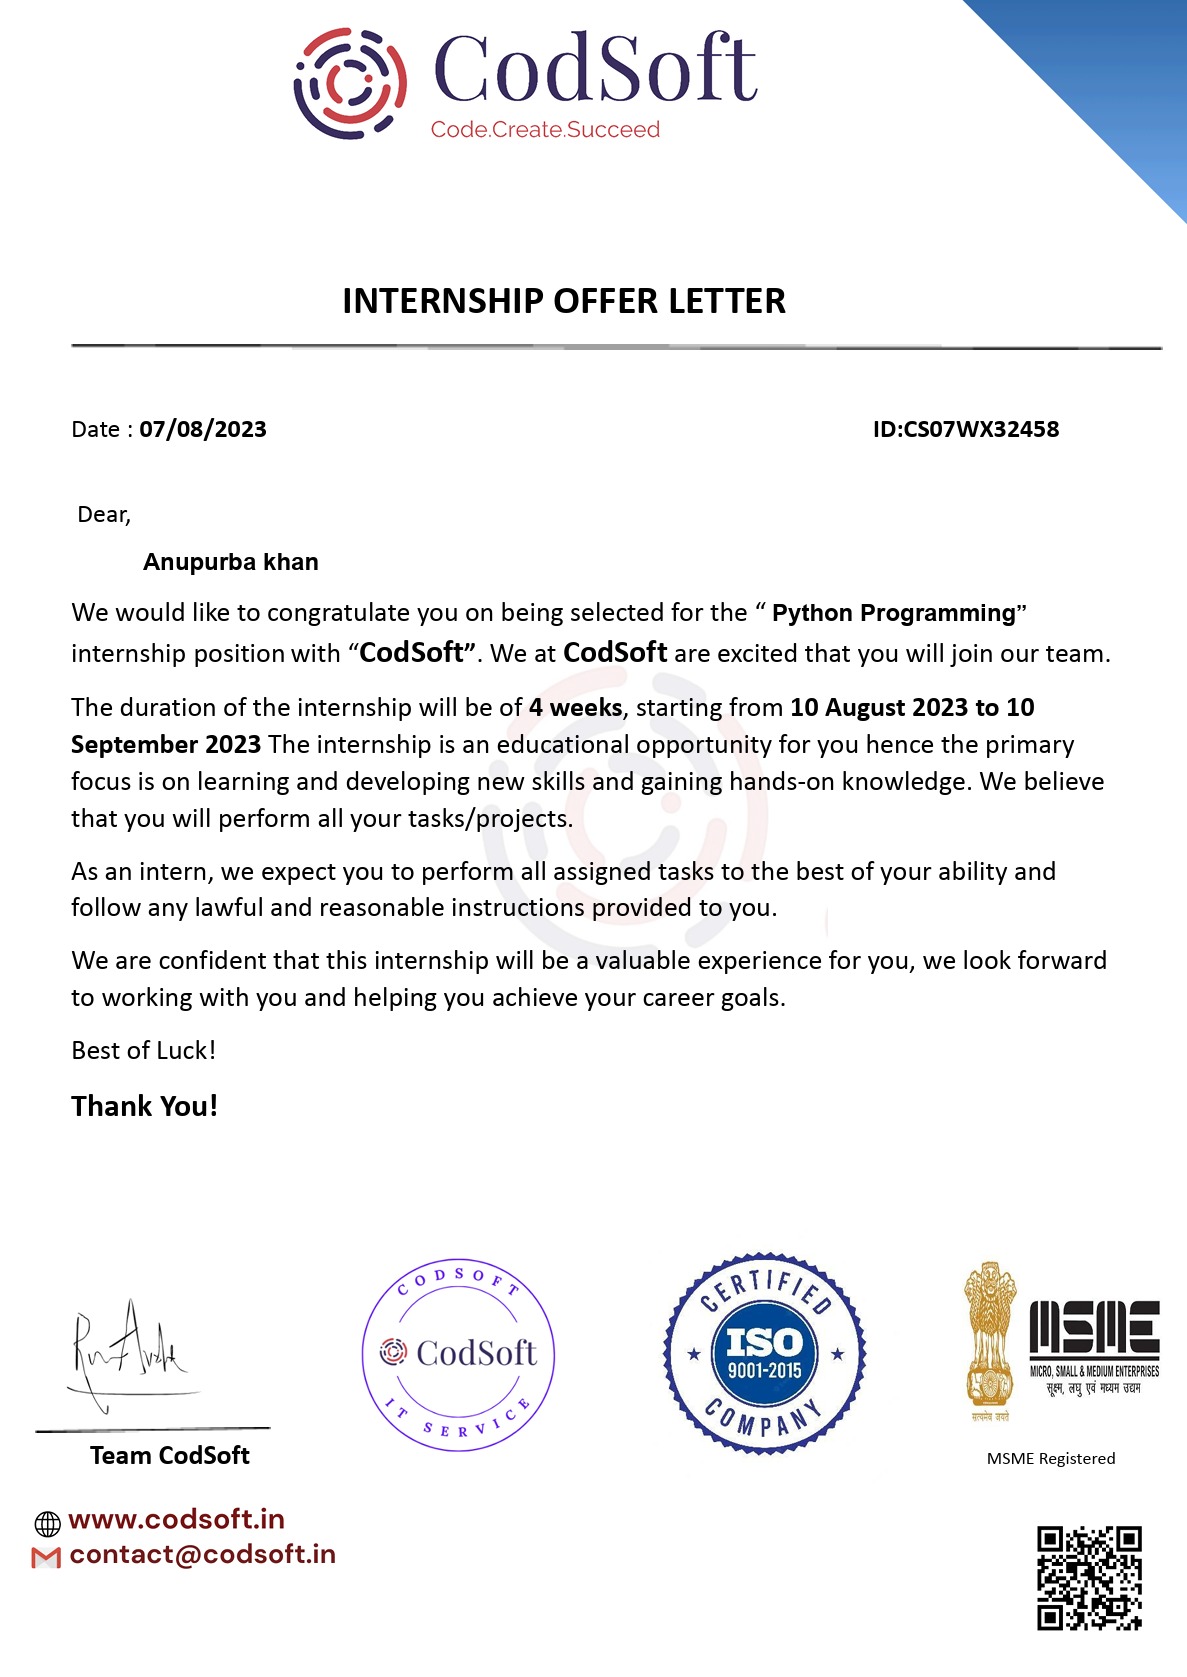 CodSoft
Code.Create.Succeed
INTERNSHIP OFFER LETTER
Date : 07/08/2023
ID:CS07WX32458
Dear,
Anupurba khan
We would like to congratulate you on being selected for the “ Python Programming”
internship position with “CodSoft”. We at CodSoft are excited that you will join our team.
The duration of the internship will be of 4 weeks, starting from 10 August 2023 to 10
September 2023 The internship is an educational opportunity for you hence the primary
focus is on learning and developing new skills and gaining hands-on knowledge. We believe
that you will perform all your tasks/projects.
As an intern, we expect you to perform all assigned tasks to the best of your ability and
follow any lawful and reasonable instructions provided to you.
We are confident that this internship will be a valuable experience for you, we look forward
to working with you and helping you achieve your career goals.
Best of Luck!
Thank You!
Team CodSoft
CODSOFT
CodSoft
IT SERVICE
CERTIFIED
ISO
9001-2015
COMPANY
सत्यमेव जयते
MSME
MICRO, SMALL & MEDIUM ENTERPRISES
सूक्ष्म, लघु एवं मध्यम उद्यम
MSME Registered
www.codsoft.in
contact@codsoft.in